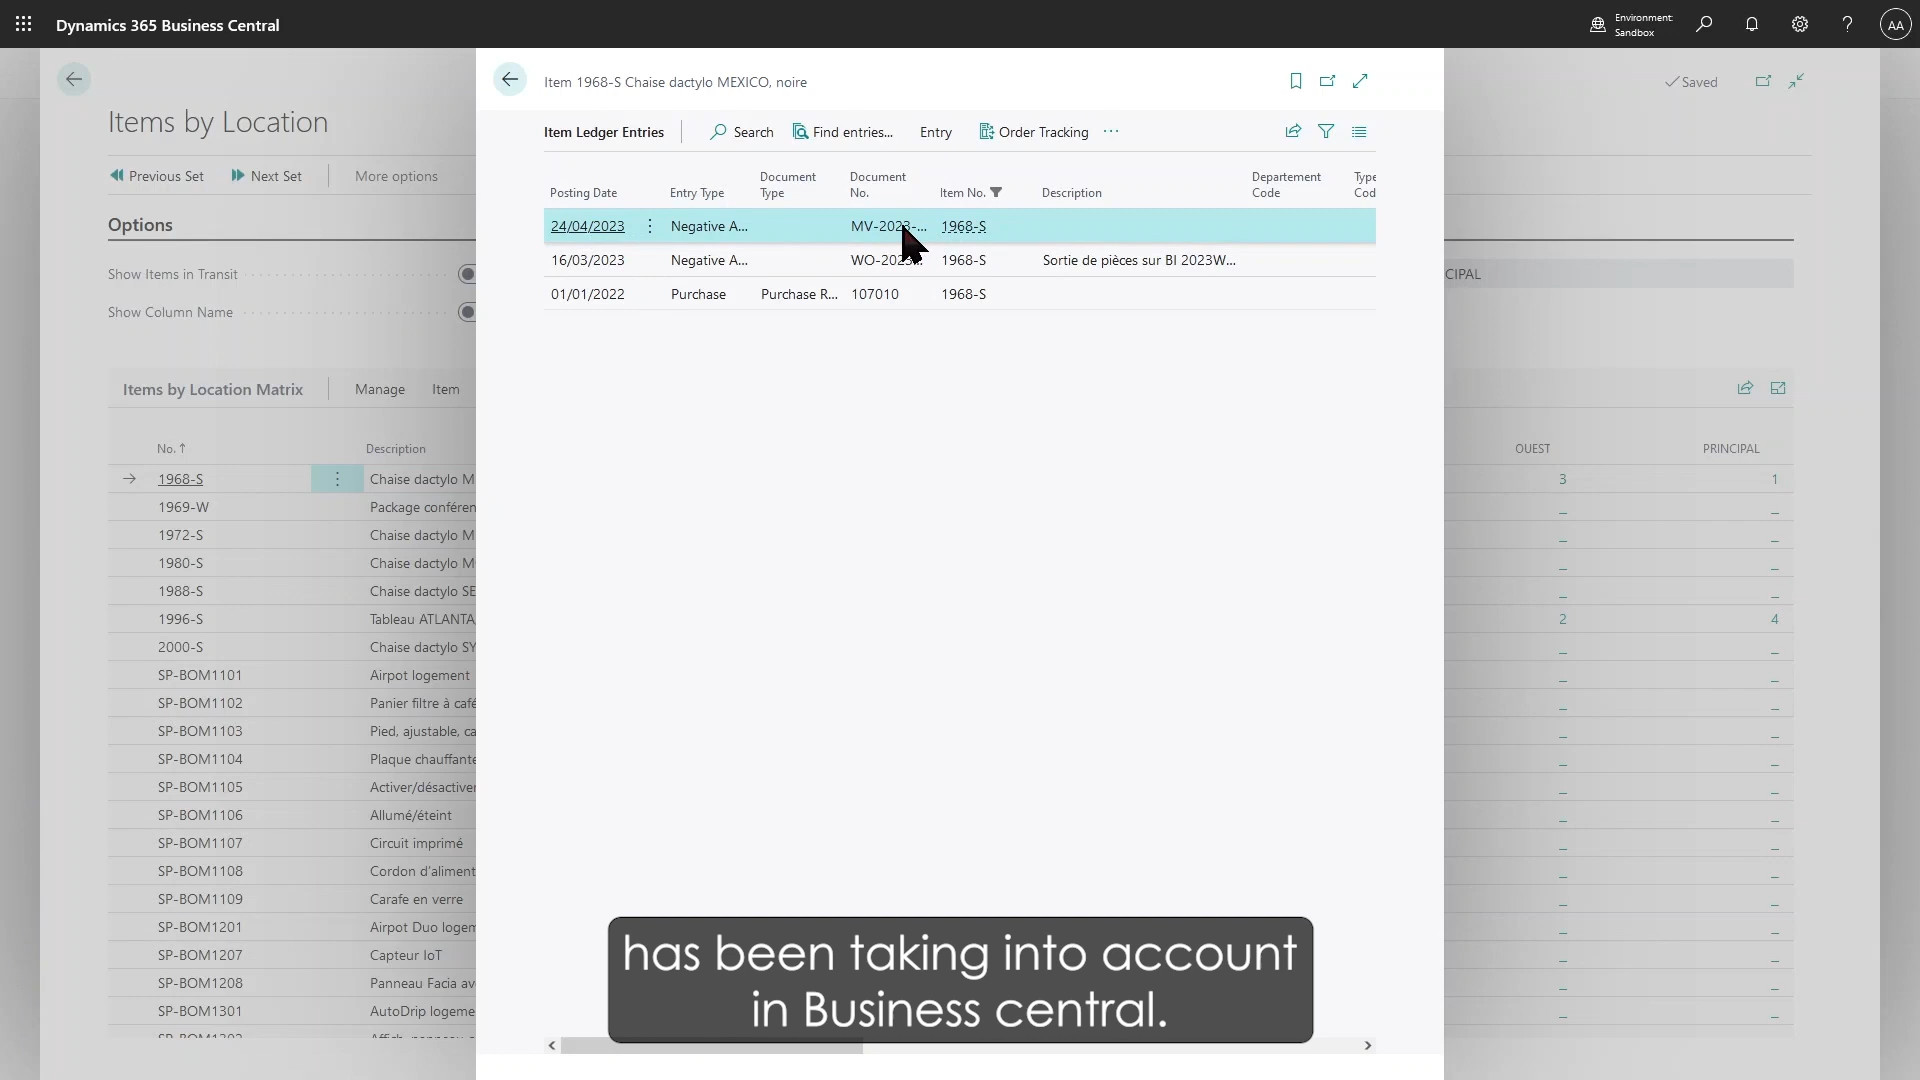 Dynamics 365 Business Central
Environment:
Sandbox
AA
Items by Location
Previous Set
Next Set
More options
Options
Show Items in Transit
Show Column Name
Items by Location Matrix
Manage
Item
No. ↑
Description
1968-S Chaise dactylo M
1969-W Package conféren
1972-S Chaise dactylo M
1980-S Chaise dactylo M
1988-S Chaise dactylo SE
1996-S Tableau ATLANTA
2000-S Chaise dactylo SY
SP-BOM1101 Airpot logement
SP-BOM1102 Panier filtre à café
SP-BOM1103 Pied, ajustable, ca
SP-BOM1104 Plaque chauffante
SP-BOM1105 Activer/désactiver
SP-BOM1106 Allumé/éteint
SP-BOM1107 Circuit imprimé
SP-BOM1108 Cordon d'aliment
SP-BOM1109 Carafe en verre
SP-BOM1201 Airpot Duo logem
SP-BOM1207 Capteur IoT
SP-BOM1208 Panneau Facia av
SP-BOM1301 AutoDrip logeme
Item 1968-S Chaise dactylo MEXICO, noire
Item Ledger Entries
Search
Find entries...
Entry
Order Tracking
Posting Date
Entry Type
Document
Type
Document
No.
Item No.
Description
Departement
Code
Type
Cod
24/04/2023 Negative A... MV-2023-... 1968-S
16/03/2023 Negative A... 1968-S Sortie de pièces sur BI 2023W...
01/01/2022 Purchase Purchase R... 107010 1968-S
Saved
CIPAL
OUEST PRINCIPAL
3 1
2 4
has been taking into account
in Business central.